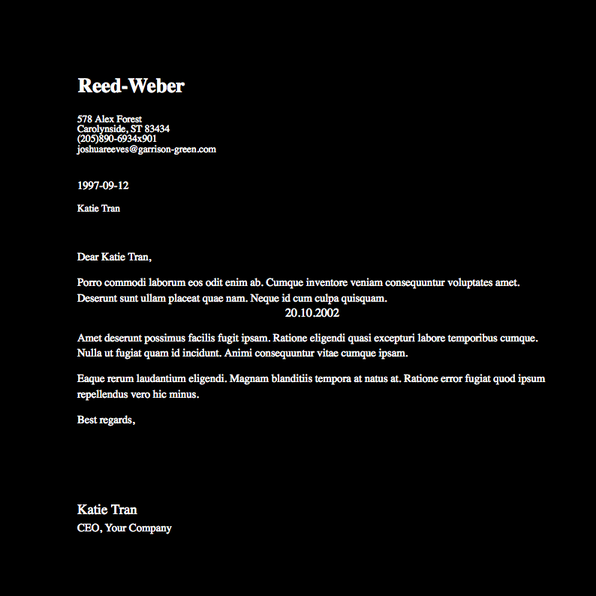 Reed-Weber
578 Alex Forest
Carolynside, ST 83434
(205)890-6934x901
joshuareeves@garrison-green.com
1997-09-12
Katie Tran
Dear Katie Tran,
Porro commodi laborum eos odit enim ab. Cumque inventore veniam consequuntur voluptates amet.
Deserunt sunt ullam placeat quae nam. Neque id cum culpa quisquam.
20.10.2002
Amet deserunt possimus facilis fugit ipsam. Ratione eligendi quasi excepturi labore temporibus cumque.
Nulla ut fugiat quam id incidunt. Animi consequuntur vitae cumque ipsam.
Eaque rerum laudantium eligendi. Magnam blanditiis tempora at natus at. Ratione error fugiat quod ipsum
repellendus vero hic minus.
Best regards,
Katie Tran
CEO, Your Company